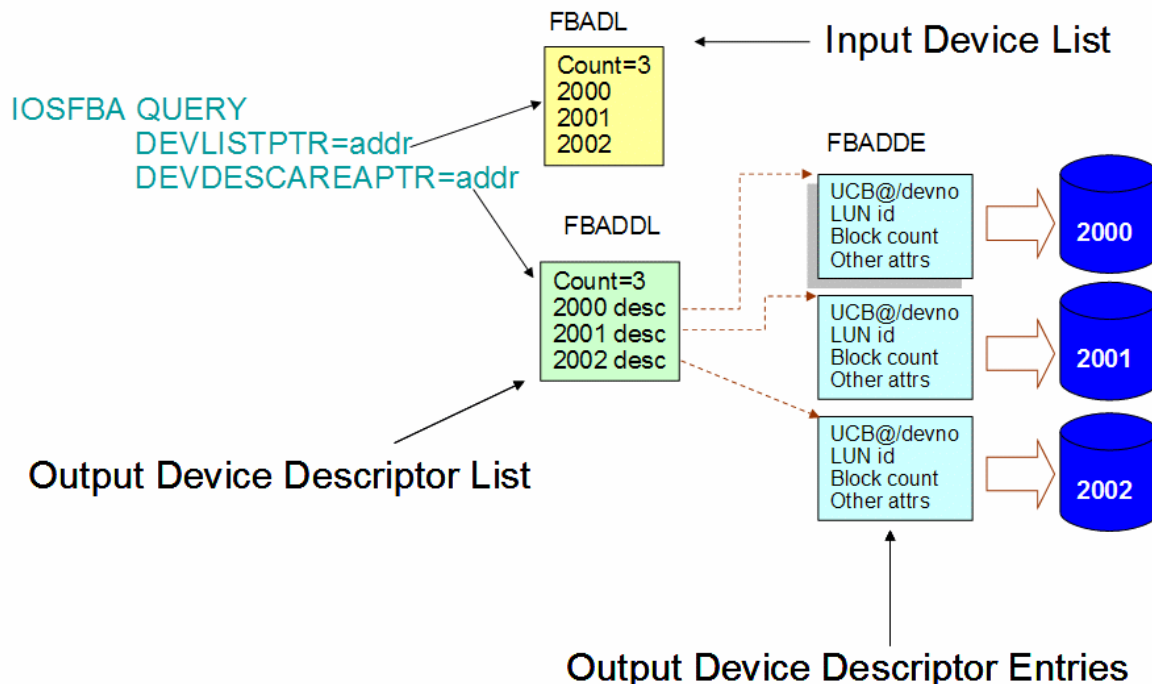 FBADL
Input Device List
Count=3
2000
2001
2002
IOSFBA QUERY
DEVLISTPTR=addr
DEVDESCAREAPTR=addr
FBADDE
UCB@/devno
LUN id
Block count
Other attrs
2000
FBADDL
Count=3
2000 desc
2001 desc
2002 desc
UCB@/devno
LUN id
Block count
Other attrs
2001
UCB@/devno
LUN id
Block count
Other attrs
2002
Output Device Descriptor List
Output Device Descriptor Entries